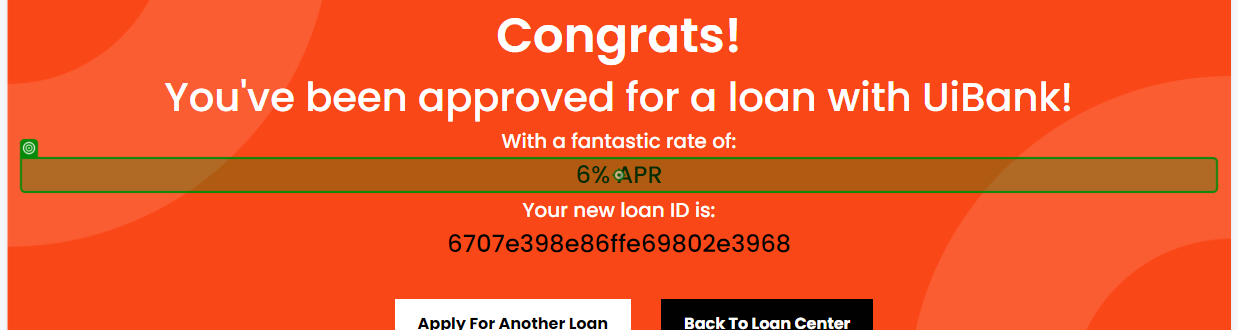 Congrats!
You've been approved for a loan with UiBank!
With a fantastic rate of:
6% APR
Your new loan ID is:
6707e398e86ffe69802e3968
Apply For Another Loan
Back To Loan Center